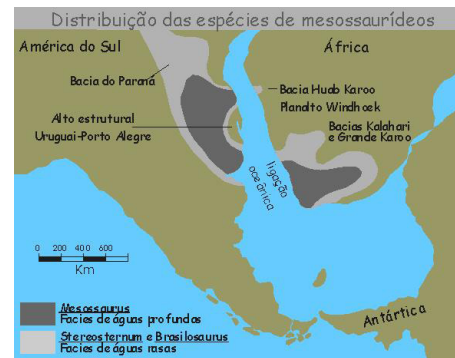 Distribuição das espécies de mesossaurídeos
América do Sul
África
Bacia do Paraná
Bacia Huab Karoo
Planalto Windhoek
Alto estrutural
Uruguai-Porto Alegre
Bacias Kalahari
e Grande Karoo
ligação
oceânica
0 200 400 600
Km
Antártica
Mesossaurus
Facies de águas profundas
Stereosternum e Brasilosaurus
Facies de águas rasas